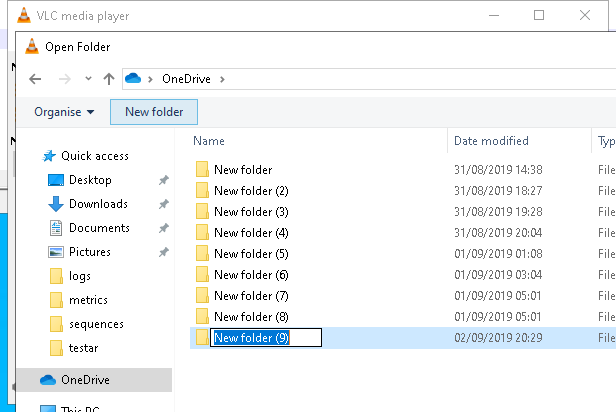 VLC media player
Open Folder
OneDrive
Organise New folder
Name Date modified Typ
Quick access
Desktop
Downloads
Documents
Pictures
logs
metrics
sequences
testar
OneDrive
This PC
New folder 31/08/2019 14:38 File
New folder (2) 31/08/2019 18:27 File
New folder (3) 31/08/2019 19:28 File
New folder (4) 31/08/2019 20:04 File
New folder (5) 01/09/2019 01:08 File
New folder (6) 01/09/2019 03:04 File
New folder (7) 01/09/2019 05:01 File
New folder (8) 01/09/2019 05:01 File
New folder (9) 02/09/2019 20:29 File